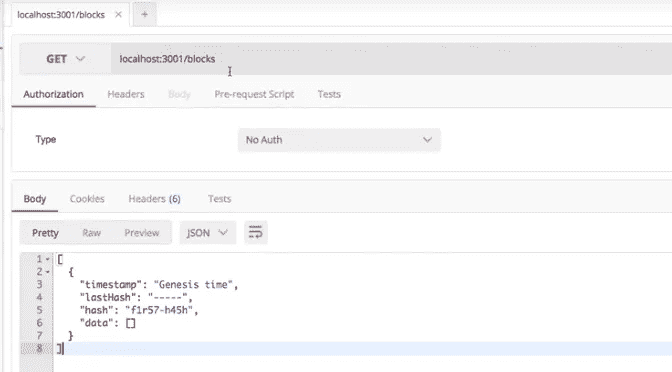 localhost:3001/blocks × +
GET localhost:3001/blocks
Authorization Headers Body Pre-request Script Tests
Type No Auth
Body Cookies Headers (6) Tests
Pretty Raw Preview JSON
1 [
2 {
3 "timestamp": "Genesis time",
4 "lastHash": "-----",
5 "hash": "f1r57-h45h",
6 "data": []
7 }
8 ]